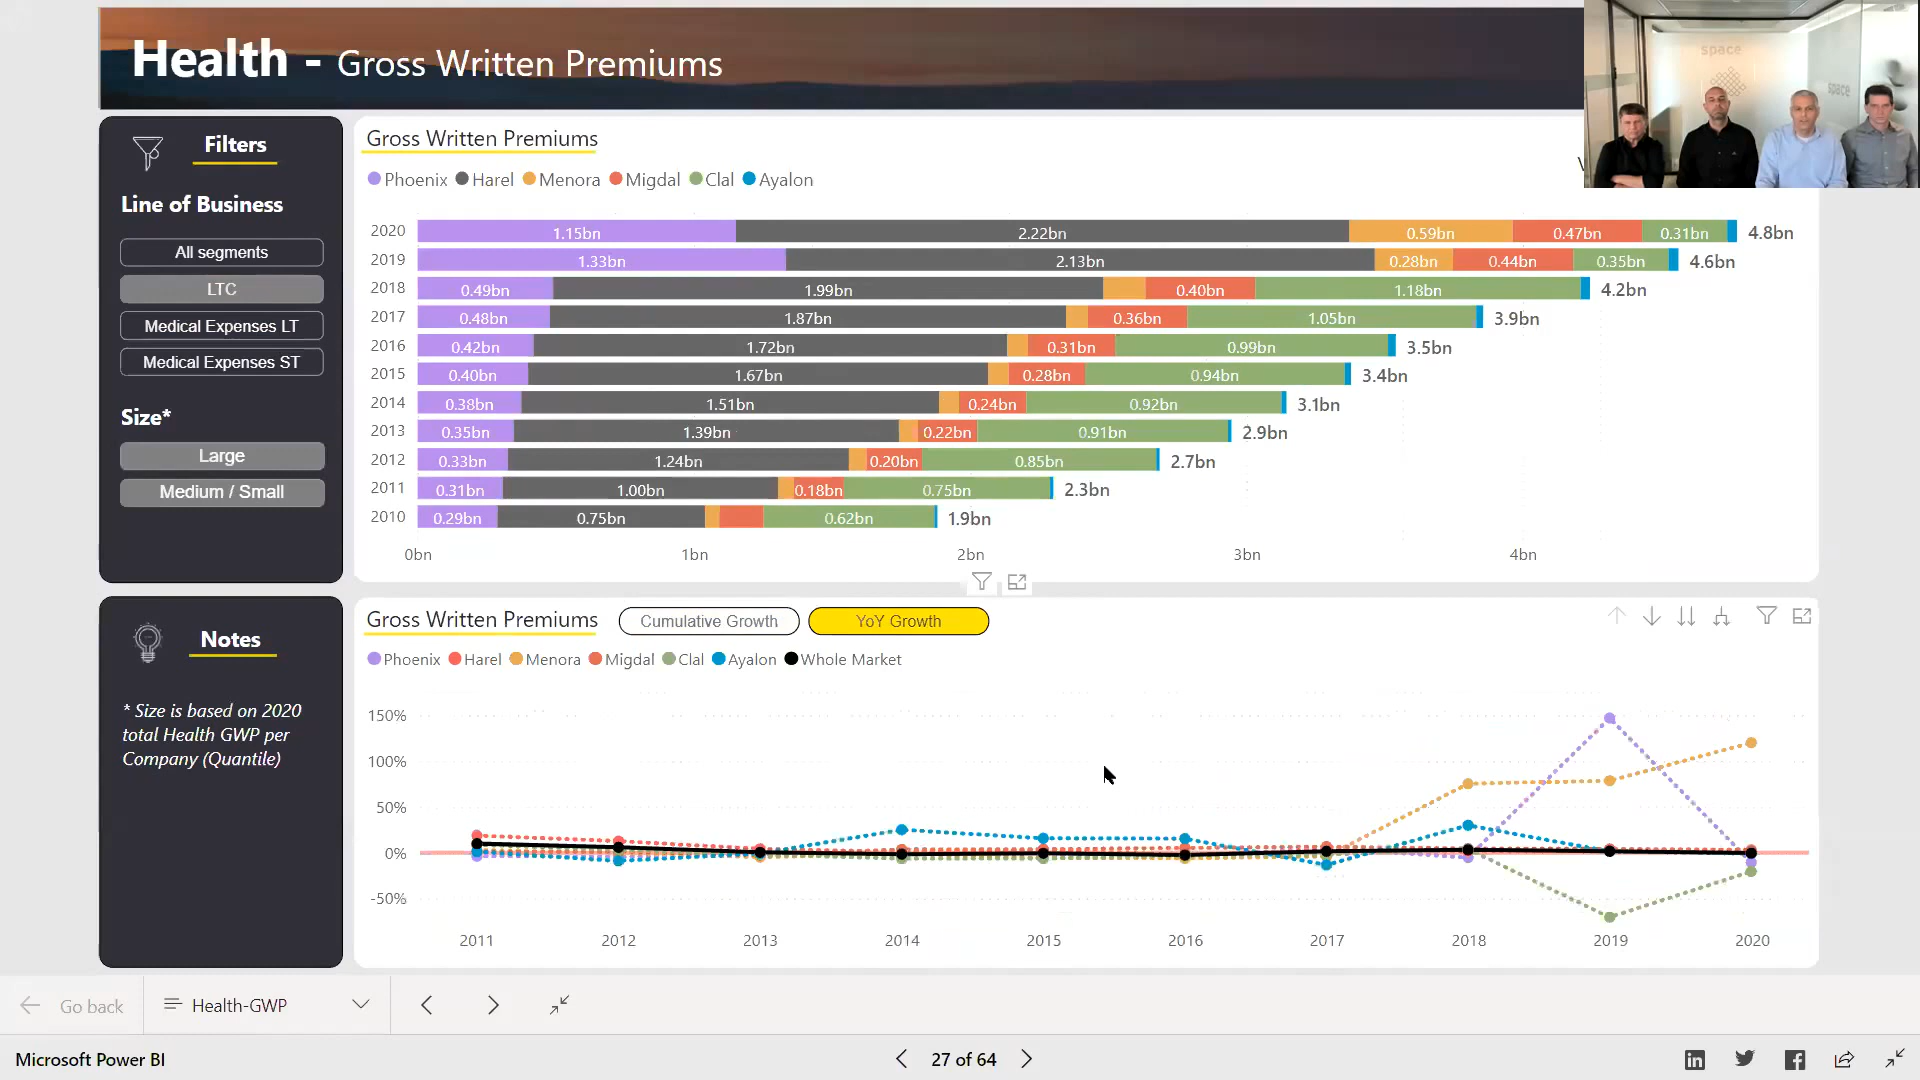 Health - Gross Written Premiums
space
space
Filters
Line of Business
All segments
LTC
Medical Expenses LT
Medical Expenses ST
Size*
Large
Medium / Small
Gross Written Premiums
Phoenix Harel Menora Migdal Clal Ayalon
2020 1.15bn 2.22bn 0.59bn 0.47bn 0.31bn 4.8bn
2019 1.33bn 2.13bn 0.28bn 0.44bn 0.35bn 4.6bn
2018 0.49bn 1.99bn 0.40bn 1.18bn 4.2bn
2017 0.48bn 1.87bn 0.36bn 1.05bn 3.9bn
2016 0.42bn 1.72bn 0.31bn 0.99bn 3.5bn
2015 0.40bn 1.67bn 0.28bn 0.94bn 3.4bn
2014 0.38bn 1.51bn 0.24bn 0.92bn 3.1bn
2013 0.35bn 1.39bn 0.22bn 0.91bn 2.9bn
2012 0.33bn 1.24bn 0.20bn 0.85bn 2.7bn
2011 0.31bn 1.00bn 0.18bn 0.75bn 2.3bn
2010 0.29bn 0.75bn 0.62bn 1.9bn
0bn 1bn 2bn 3bn 4bn
Notes
* Size is based on 2020
total Health GWP per
Company (Quantile)
Gross Written Premiums Cumulative Growth YoY Growth
Phoenix Harel Menora Migdal Clal Ayalon Whole Market
150%
100%
50%
0%
-50%
2011 2012 2013 2014 2015 2016 2017 2018 2019 2020
Go back Health-GWP
Microsoft Power BI 27 of 64